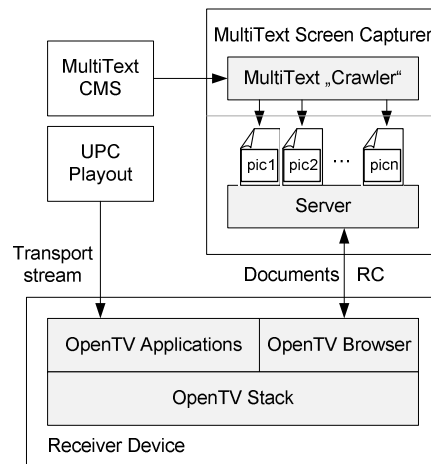 MultiText Screen Capturer
MultiText
CMS
MultiText „Crawler“
UPC
Playout
pic1
pic2
...
picn
Server
Transport
stream
Documents
RC
OpenTV Applications
OpenTV Browser
OpenTV Stack
Receiver Device